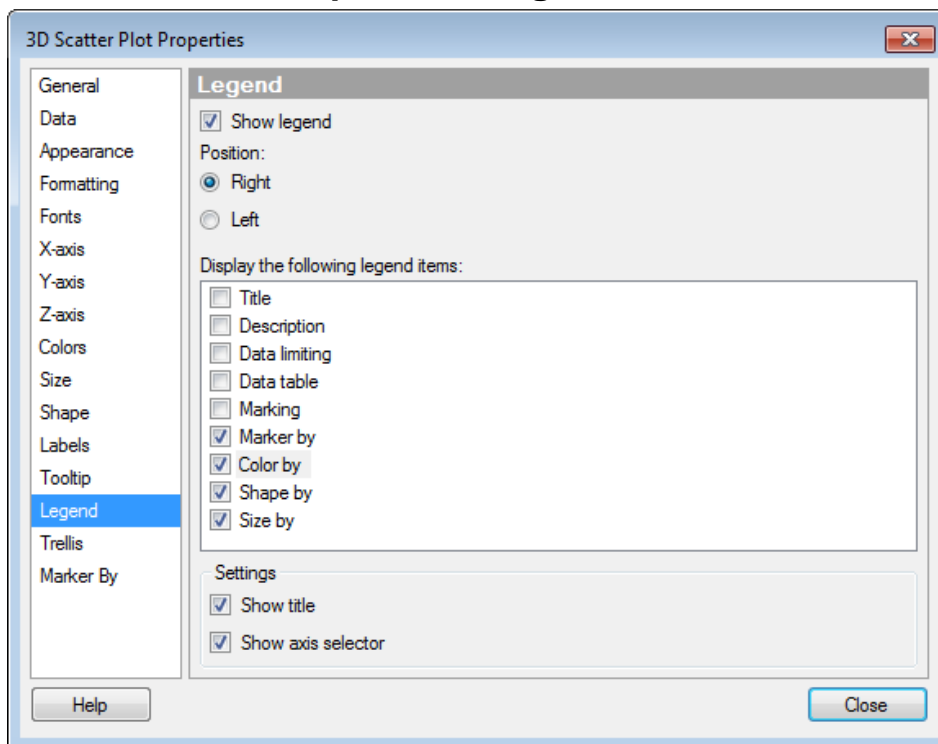 3D Scatter Plot Properties
General
Data
Appearance
Formatting
Fonts
X-axis
Y-axis
Z-axis
Colors
Size
Shape
Labels
Tooltip
Legend
Trellis
Marker By
Legend
Show legend
Position:
Right
Left
Display the following legend items:
Title
Description
Data limiting
Data table
Marking
Marker by
Color by
Shape by
Size by
Settings
Show title
Show axis selector
Help
Close